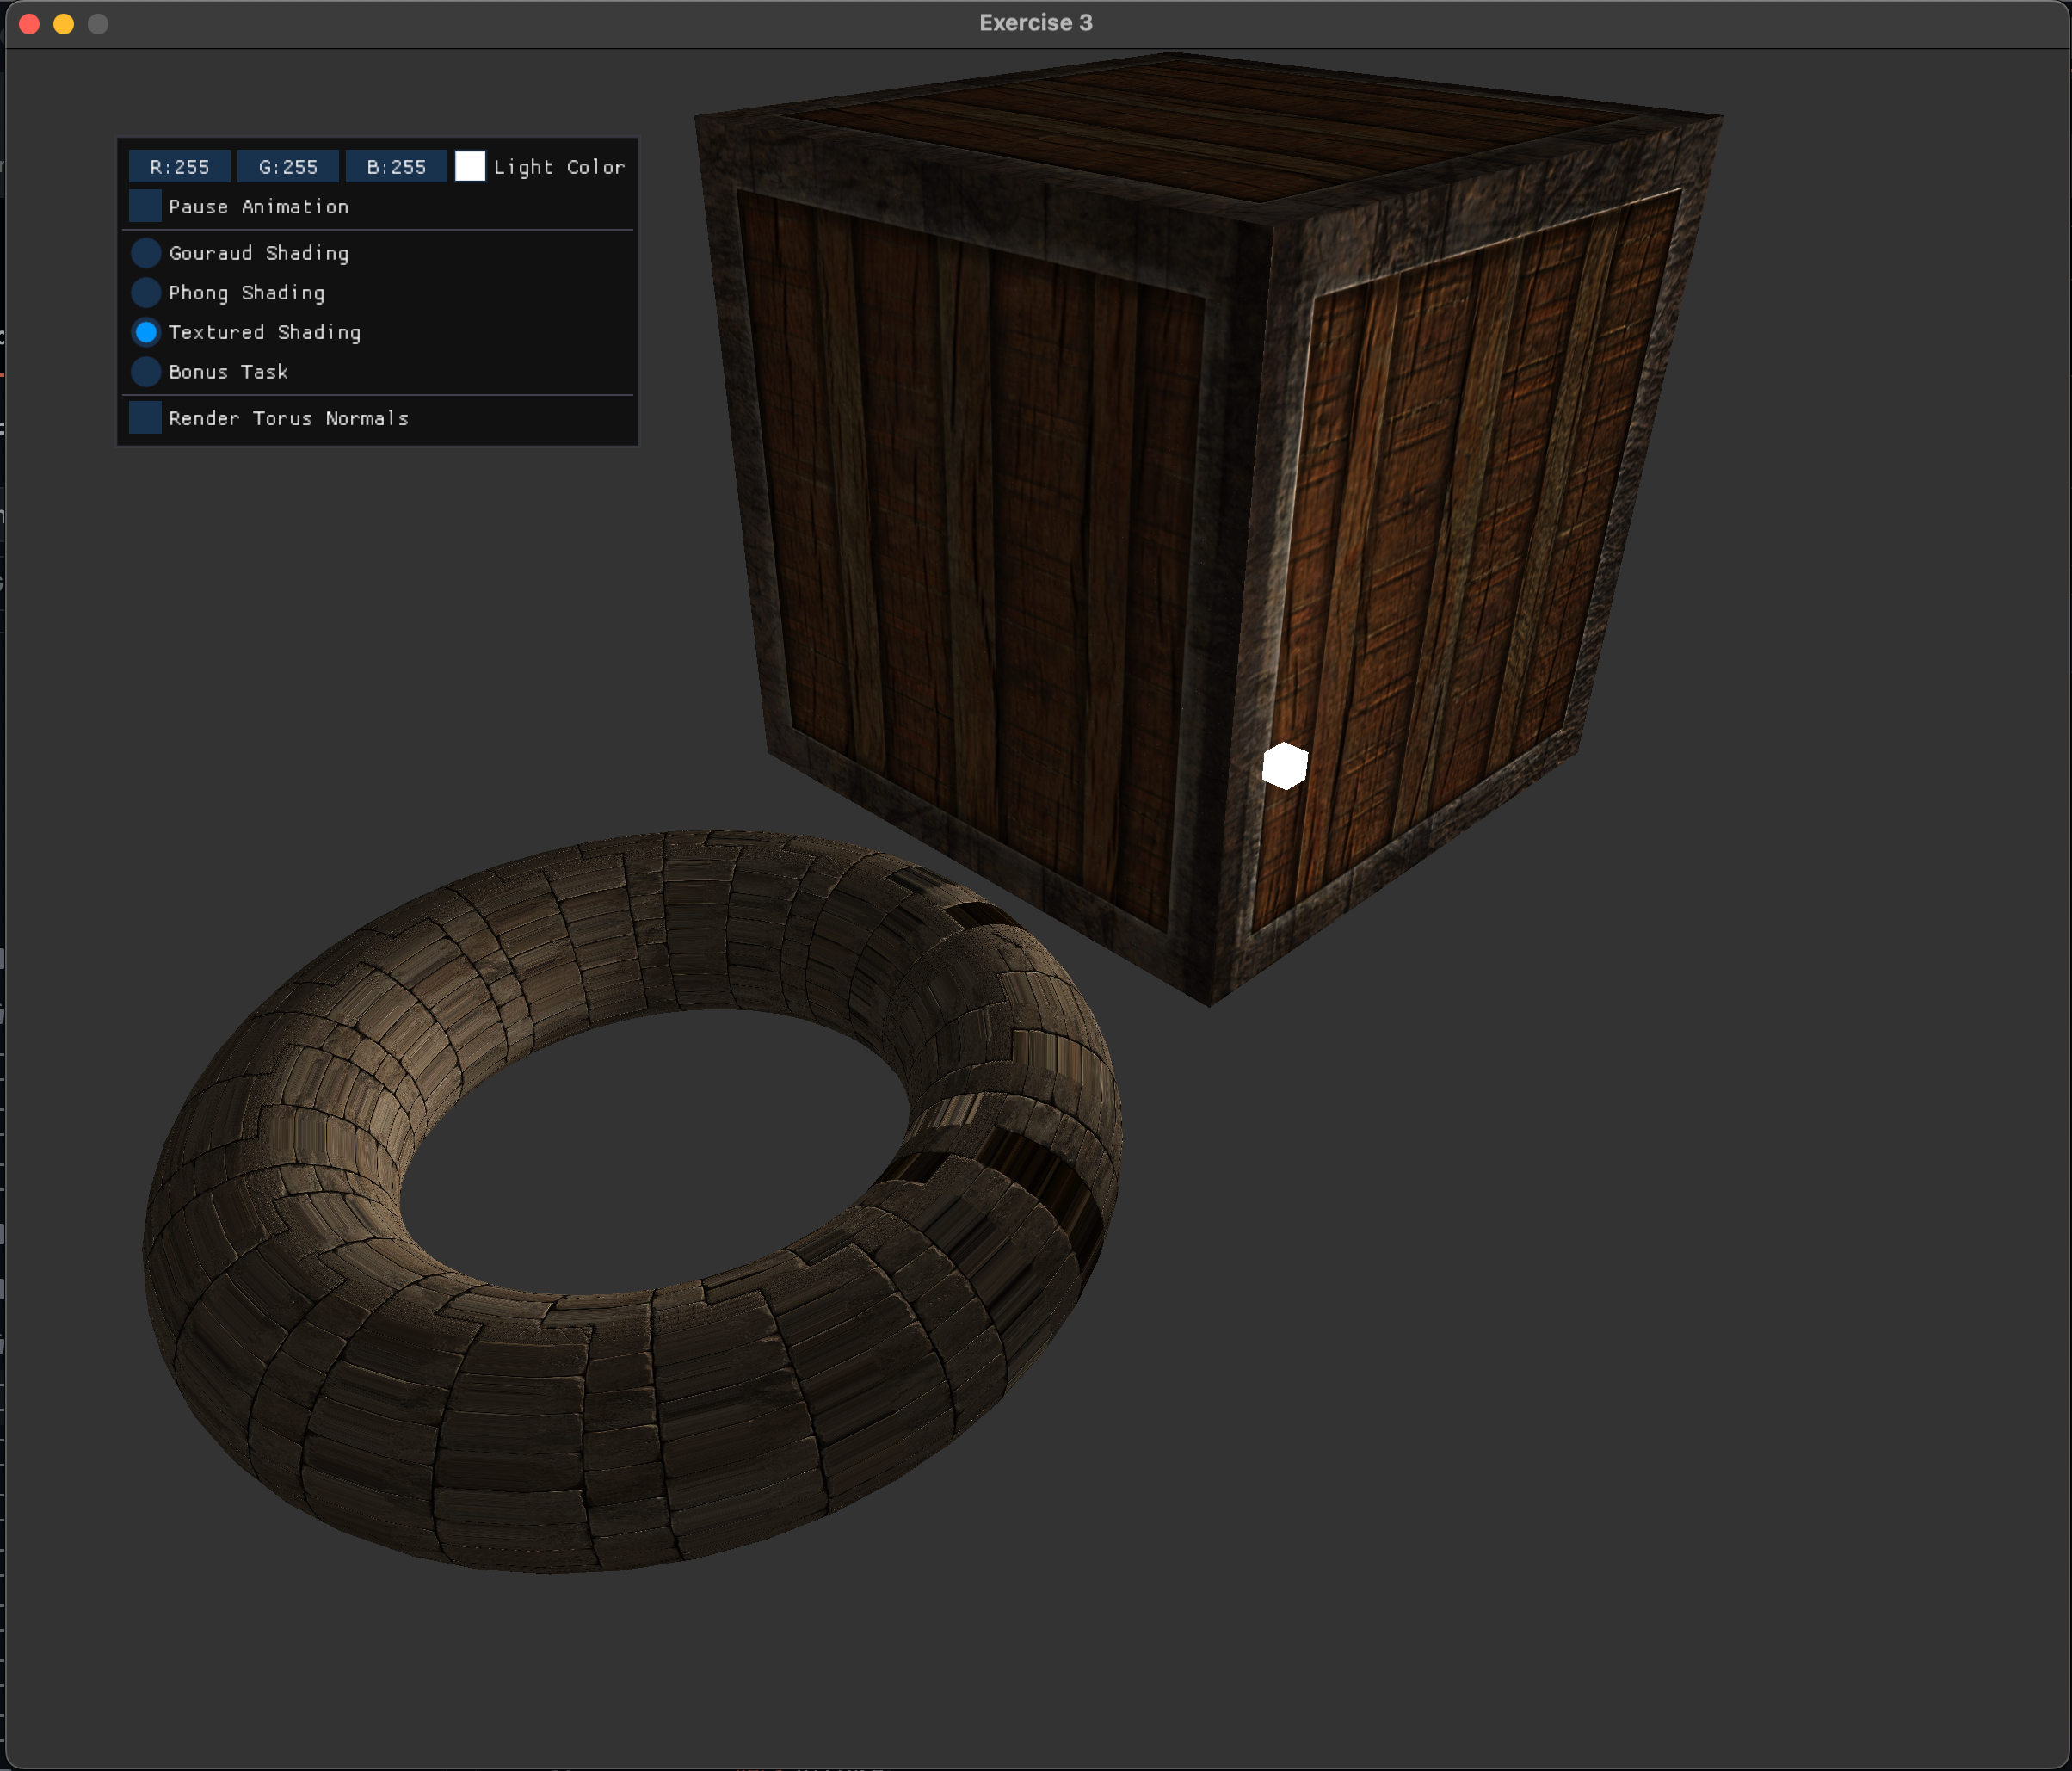 Exercise 3
R:255 G:255 B:255 Light Color
Pause Animation
Gouraud Shading
Phong Shading
Textured Shading
Bonus Task
Render Torus Normals